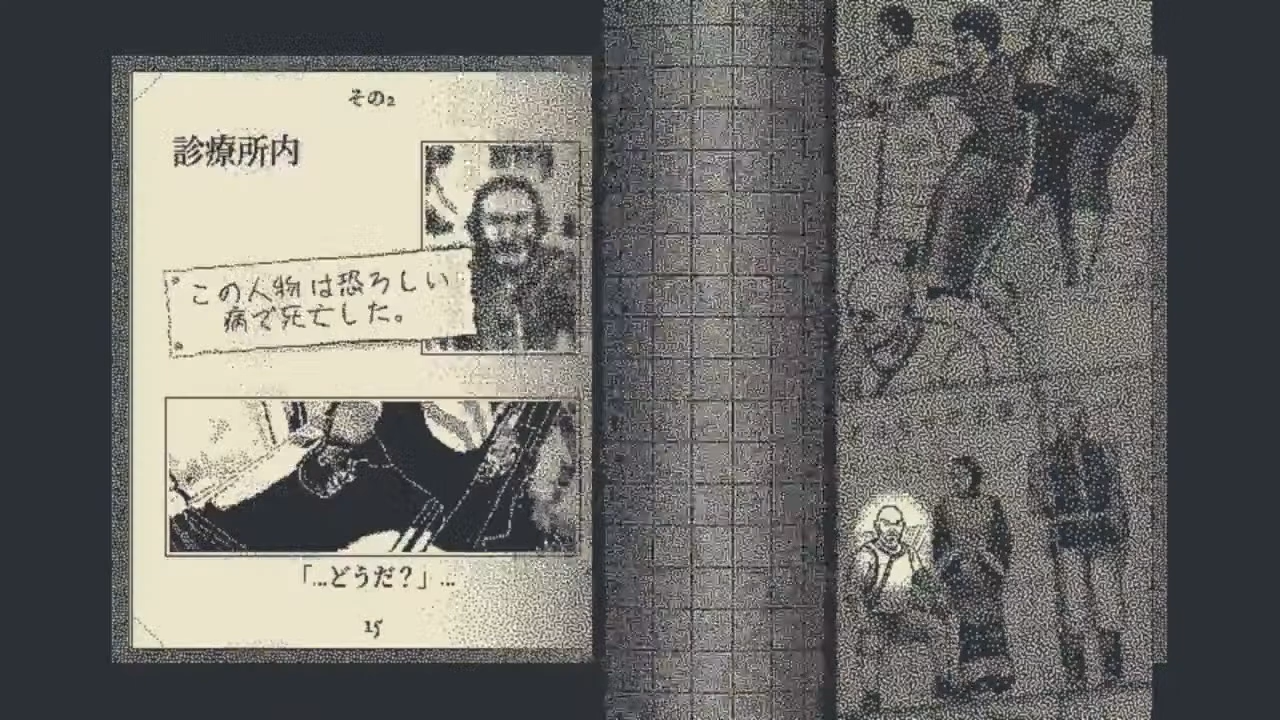 その2
診療所内
この人物は恐ろしい
病で死亡した。
「…どうだ？」…
15